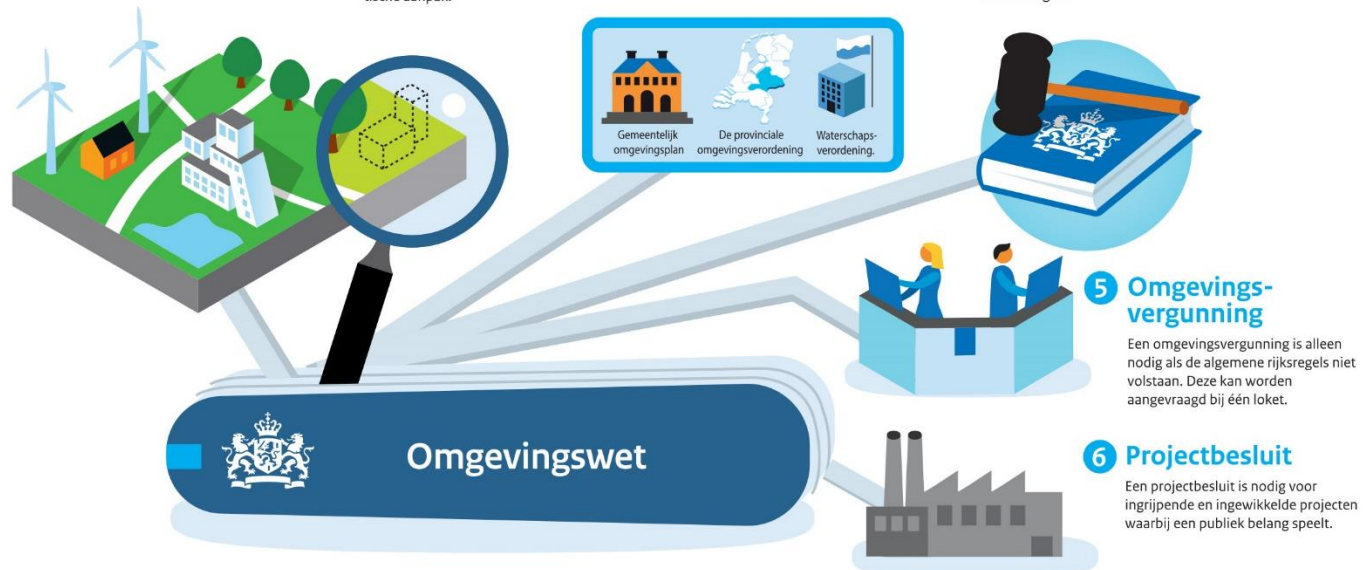 Gemeentelijk
omgevingsplan
De provinciale
omgevingsverordening
Waterschaps-
verordening.
5 Omgevings-
vergunning
Een omgevingsvergunning is alleen
nodig als de algemene rijksregels niet
volstaan. Deze kan worden
aangevraagd bij één loket.
Omgevingswet
6 Projectbesluit
Een projectbesluit is nodig voor
ingrijpende en ingewikkelde projecten
waarbij een publiek belang speelt.